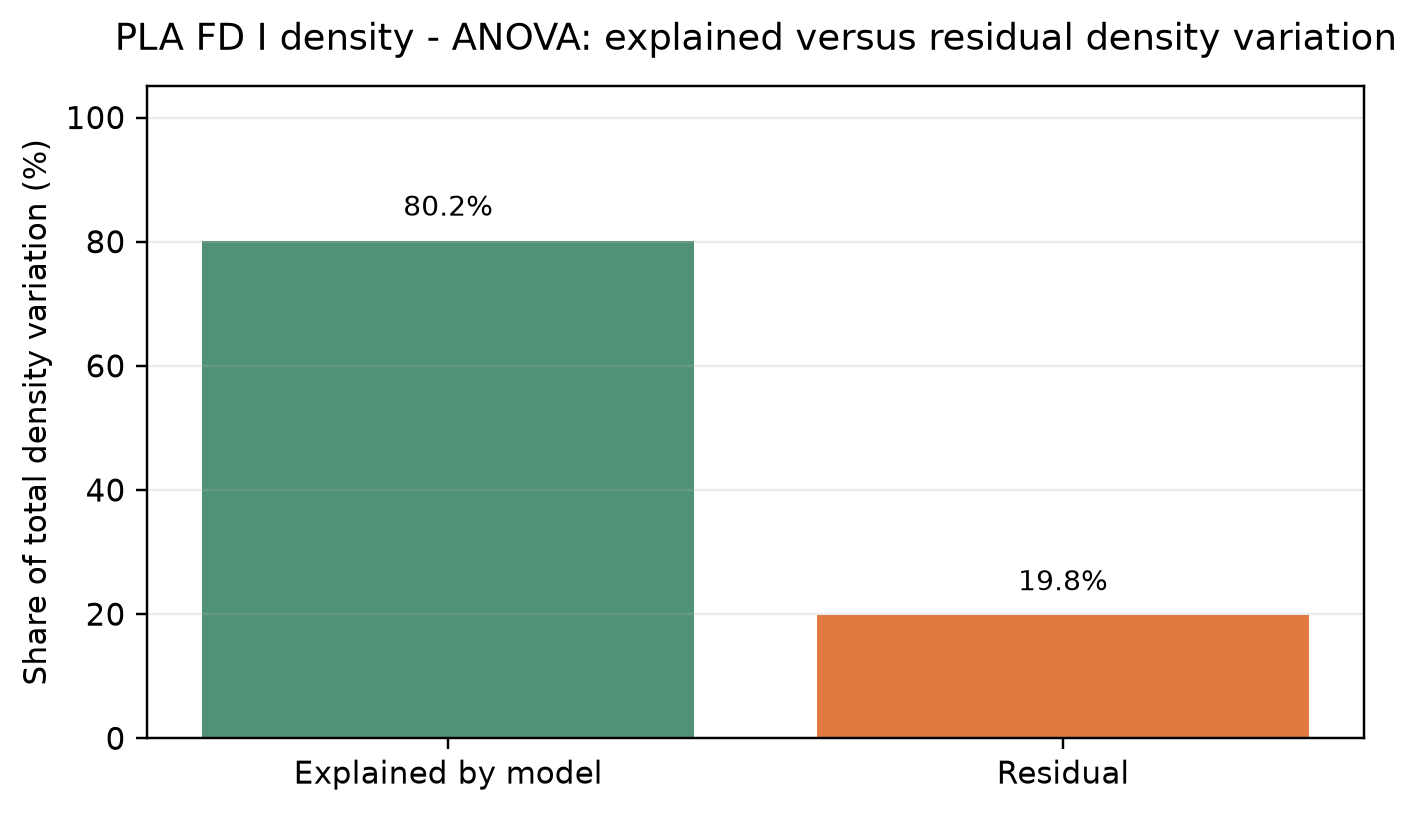 PLA FD I density - ANOVA: explained versus residual density variation
Share of total density variation (%)
100
80
60
40
20
0
80.2%
19.8%
Explained by model
Residual